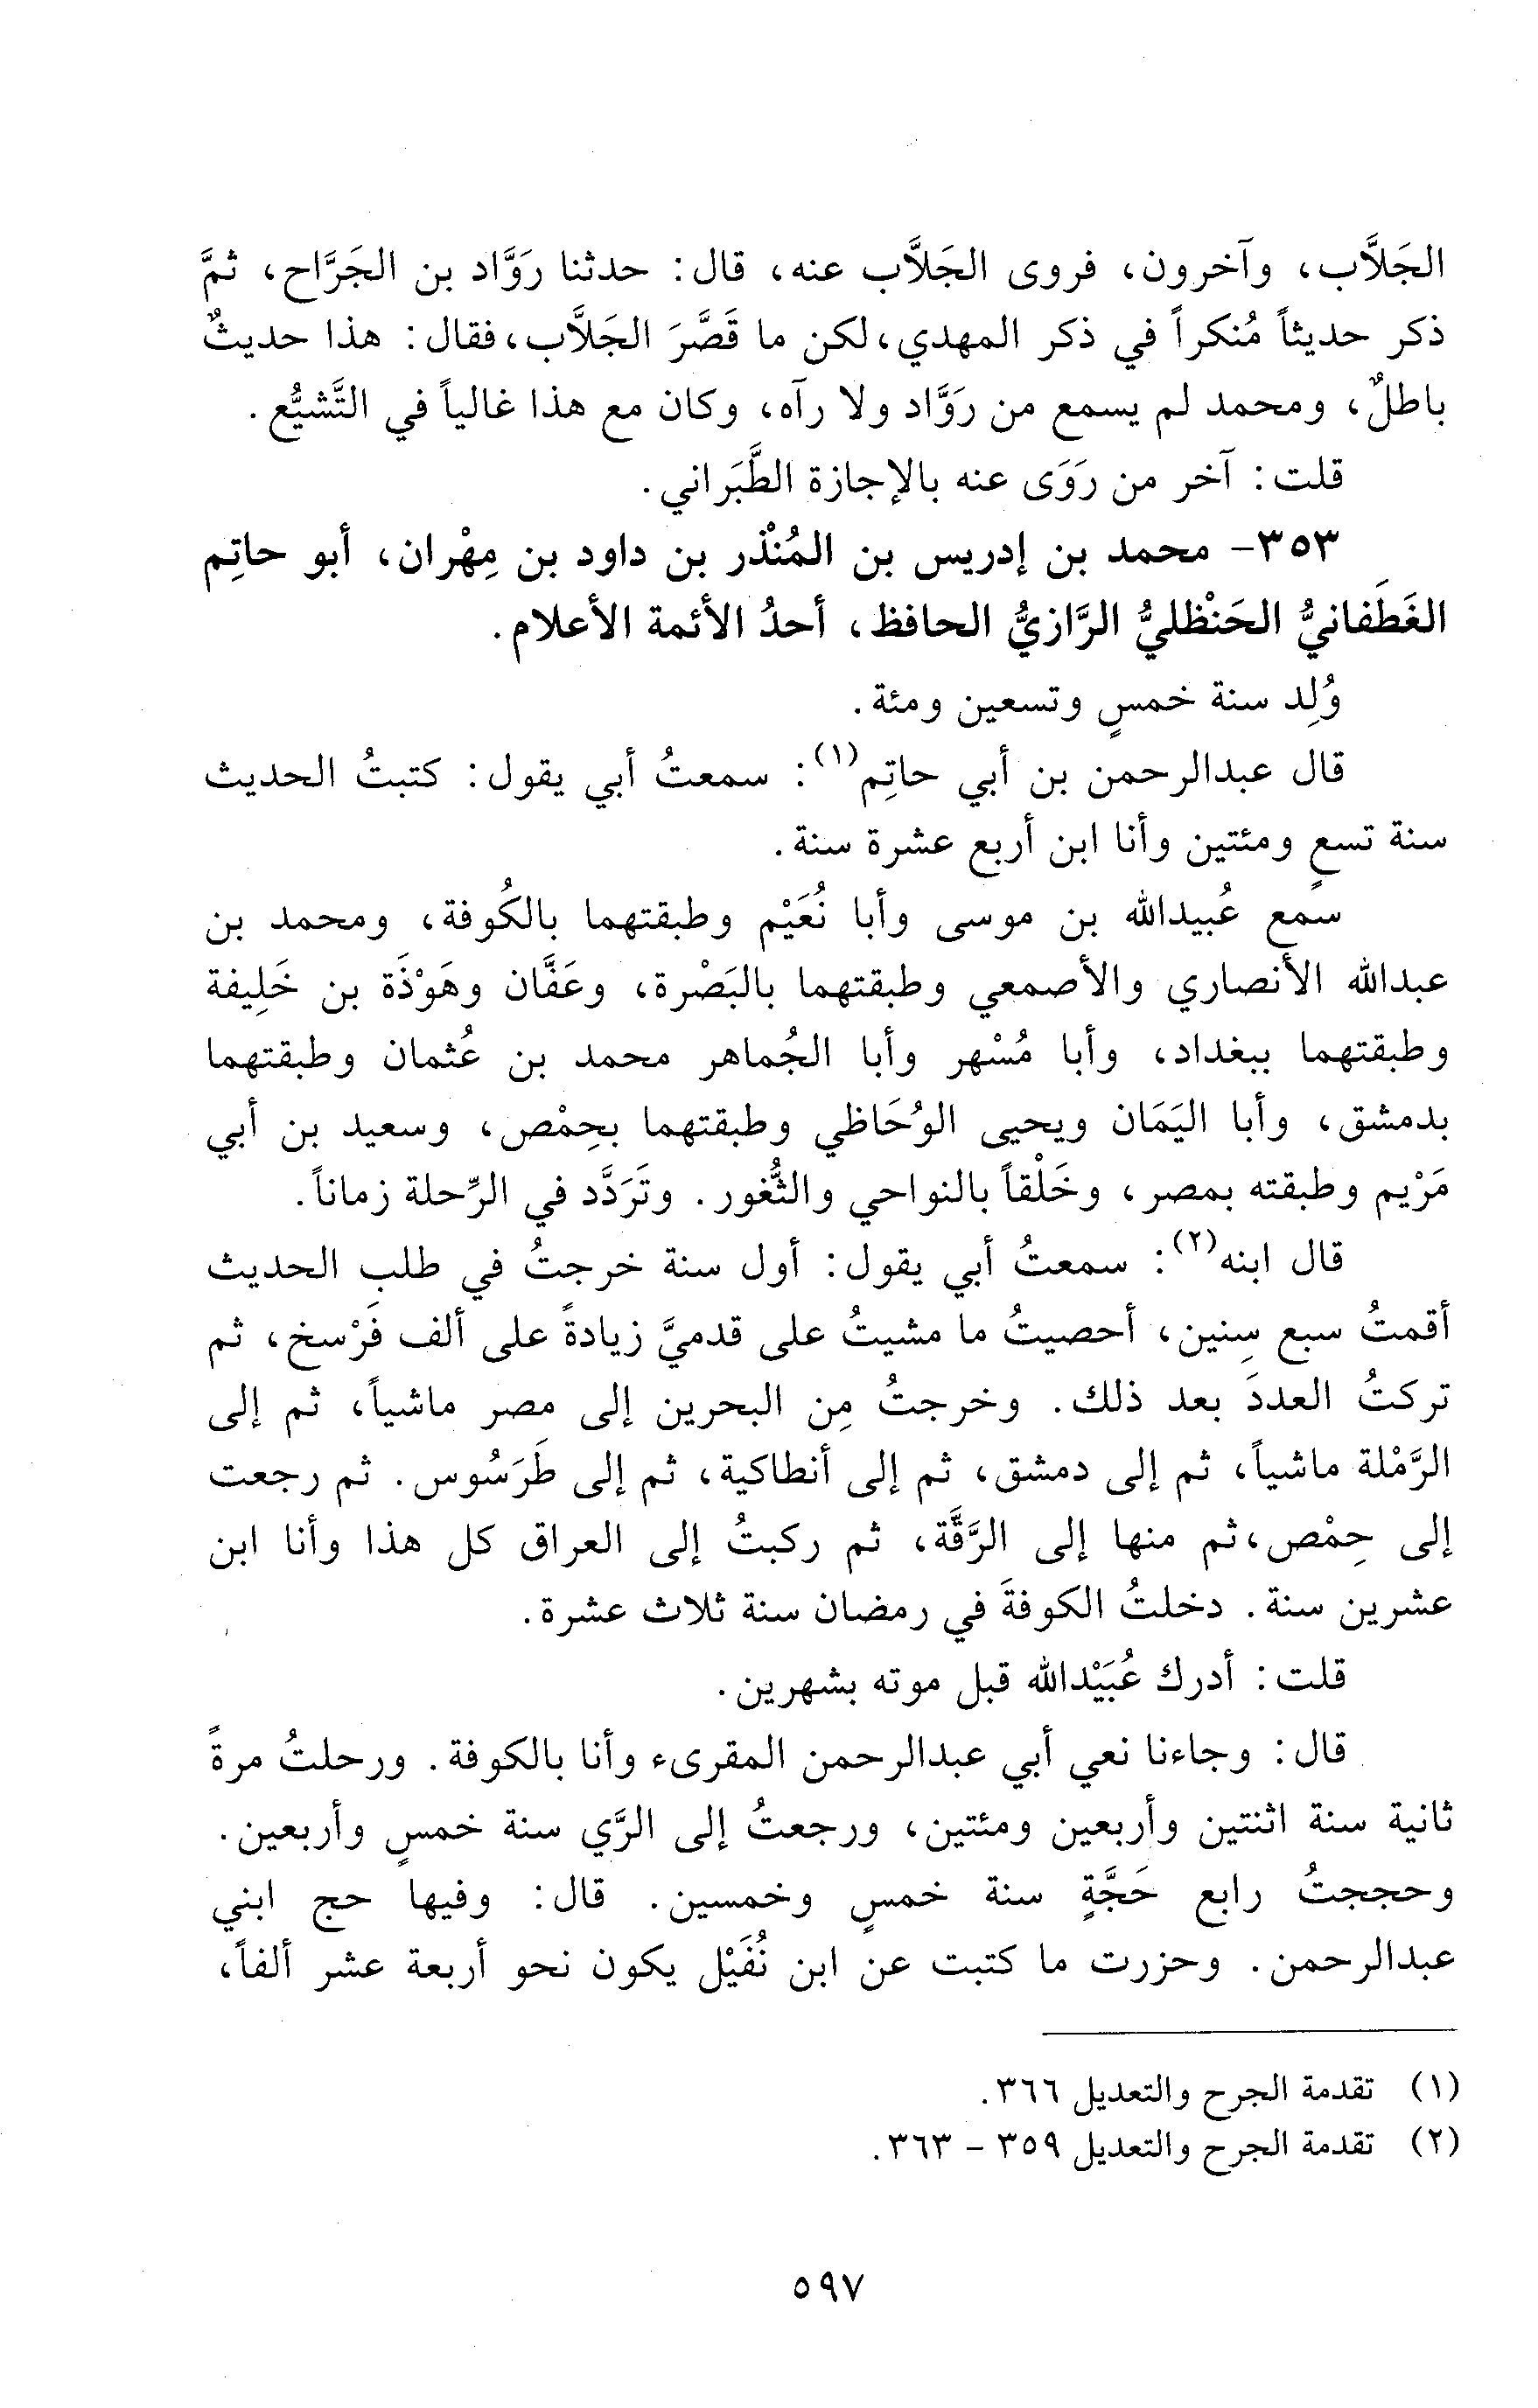 الجَلاَّب، وآخرون، فروى الجَلاَّب عنه، قال: حدثنا رَوَّاد بن الجَرَّاح، ثمَّ
ذكر حديثاً مُنكراً في ذكر المهدي، لكن ما قَصَّرَ الجَلاَّب، فقال: هذا حديثٌ
باطلٌ، ومحمد لم يسمع من رَوَّاد ولا رآه، وكان مع هذا غالياً في التَّشيُّع.
قلت: آخر من رَوَى عنه بالإجازة الطَّبَراني.
٣٥٣- محمد بن إدريس بن المُنْذر بن داود بن مِهْران، أبو حاتِم
الغَطَفانيُّ الحَنْظليُّ الرَّازيُّ الحافظ، أحدُ الأئمة الأعلام.
وُلِد سنة خمسٍ وتسعين ومئة.
قال عبدالرحمن بن أبي حاتِم(١): سمعتُ أبي يقول: كتبتُ الحديث
سنة تسعٍ ومئتين وأنا ابن أربع عشرة سنة.
سمع عُبيدالله بن موسى وأبا نُعَيْم وطبقتهما بالكُوفة، ومحمد بن
عبدالله الأنصاري والأصمعي وطبقتهما بالبَصْرة، وعَفَّان وهَوْذَة بن خَلِيفة
وطبقتهما ببغداد، وأبا مُسْهر وأبا الجُماهر محمد بن عُثمان وطبقتهما
بدمشق، وأبا اليَمَان ويحيى الوُحَاظي وطبقتهما بحِمْص، وسعيد بن أبي
مَرْيم وطبقته بمصر، وخَلْقاً بالنواحي والثُّغور. وتَرَدَّد في الرِّحلة زماناً.
قال ابنه(٢): سمعتُ أبي يقول: أول سنة خرجتُ في طلب الحديث
أقمتُ سبع سِنين، أحصيتُ ما مشيتُ على قدميَّ زيادةً على ألف فَرْسخ، ثم
تركتُ العددَ بعد ذلك. وخرجتُ مِن البحرين إلى مصر ماشياً، ثم إلى
الرَّمْلة ماشياً، ثم إلى دمشق، ثم إلى أنطاكية، ثم إلى طَرَسُوس. ثم رجعت
إلى حِمْص، ثم منها إلى الرَّقَّة، ثم ركبتُ إلى العراق كل هذا وأنا ابن
عشرين سنة. دخلتُ الكوفةَ في رمضان سنة ثلاث عشرة.
قلت: أدرك عُبَيْدالله قبل موته بشهرين.
قال: وجاءنا نعي أبي عبدالرحمن المقرىء وأنا بالكوفة. ورحلتُ مرةً
ثانية سنة اثنتين وأربعين ومئتين، ورجعتُ إلى الرَّي سنة خمسٍ وأربعين.
وحججتُ رابع حَجَّةٍ سنة خمسٍ وخمسين. قال: وفيها حج ابني
عبدالرحمن. وحزرت ما كتبت عن ابن نُفَيْل يكون نحو أربعة عشر ألفاً،
(١) تقدمة الجرح والتعديل ٣٦٦.
(٢) تقدمة الجرح والتعديل ٣٥٩ - ٣٦٣.
٥٩٧